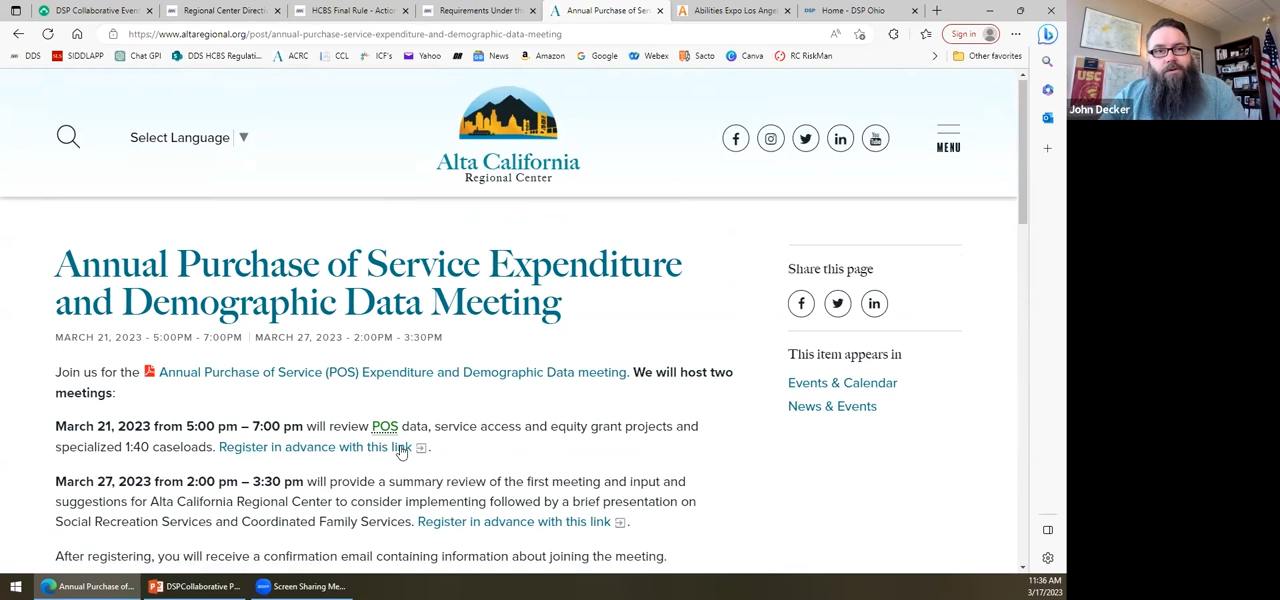 DSP Collaborative Event
Regional Center Directi
HCBS Final Rule - Action
Requirements Under th
Annual Purchase of Ser
Abilities Expo Los Angel
Home - DSP Ohio
https://www.altaregional.org/post/annual-purchase-service-expenditure-and-demographic-data-meeting
Sign in
DDS
SIDDLAPP
Chat GPI
DDS HCBS Regulati...
ACRC
CCL
ICF's
Yahoo
News
Amazon
Google
Webex
Sacto
Canva
RC RiskMan
Other favorites
USC
John Decker
Select Language
Alta California
Regional Center
MENU
Annual Purchase of Service Expenditure
and Demographic Data Meeting
MARCH 21, 2023 - 5:00PM - 7:00PM | MARCH 27, 2023 - 2:00PM - 3:30PM
Join us for the Annual Purchase of Service (POS) Expenditure and Demographic Data meeting. We will host two
meetings:
March 21, 2023 from 5:00 pm – 7:00 pm will review POS data, service access and equity grant projects and
specialized 1:40 caseloads. Register in advance with this link.
March 27, 2023 from 2:00 pm – 3:30 pm will provide a summary review of the first meeting and input and
suggestions for Alta California Regional Center to consider implementing followed by a brief presentation on
Social Recreation Services and Coordinated Family Services. Register in advance with this link.
After registering, you will receive a confirmation email containing information about joining the meeting.
Share this page
This item appears in
Events & Calendar
News & Events
Annual Purchase of...
DSPCollaborative P...
Screen Sharing Me...
11:36 AM
3/17/2023